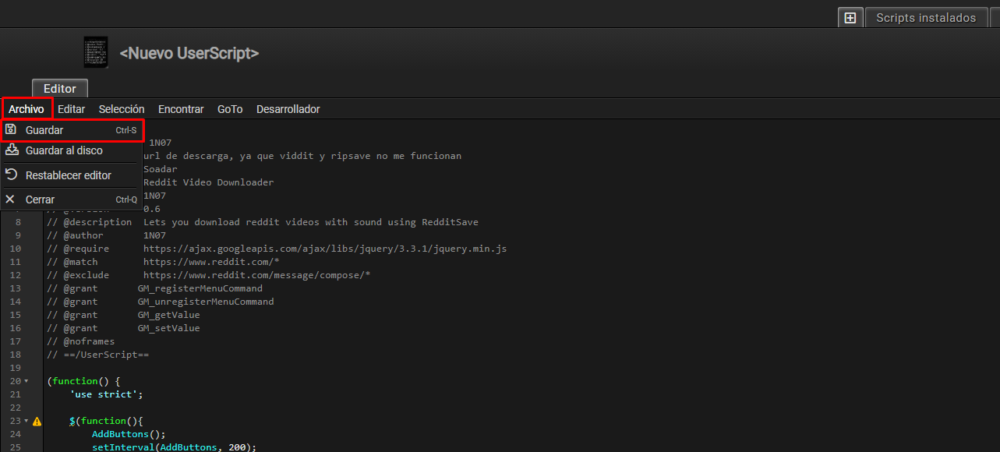 Scripts instalados
<Nuevo UserScript>
Editor
Archivo Editar Selección Encontrar GoTo Desarrollador
Guardar Ctrl-S
Guardar al disco
Restablecer editor
Cerrar Ctrl-Q
1N07
url de descarga, ya que viddit y ripsave no me funcionan
Soadar
Reddit Video Downloader
1N07
0.6
8 // @description Lets you download reddit videos with sound using RedditSave
9 // @author 1N07
10 // @require https://ajax.googleapis.com/ajax/libs/jquery/3.3.1/jquery.min.js
11 // @match https://www.reddit.com/*
12 // @exclude https://www.reddit.com/message/compose/*
13 // @grant GM_registerMenuCommand
14 // @grant GM_unregisterMenuCommand
15 // @grant GM_getValue
16 // @grant GM_setValue
17 // @noframes
18 // ==/UserScript==
19
20 (function() {
21 'use strict';
22
23 $(function(){
24 AddButtons();
25 setInterval(AddButtons, 200);